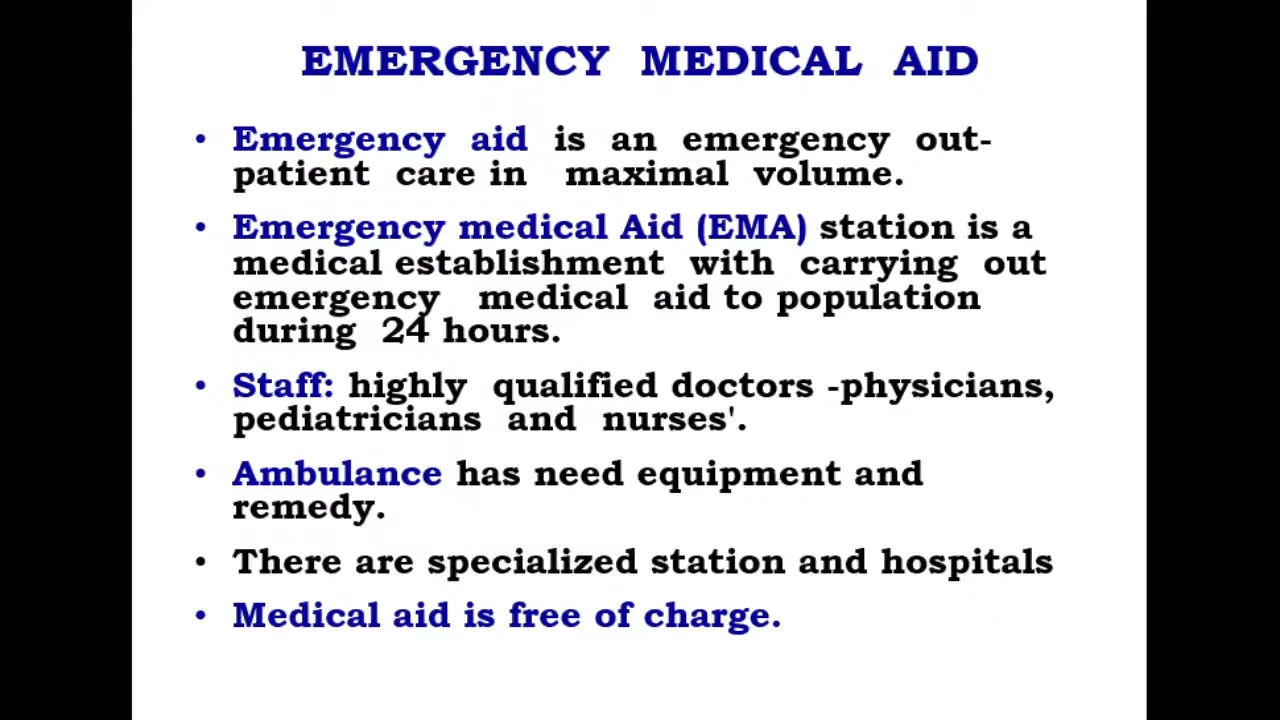 EMERGENCY MEDICAL AID
• Emergency aid is an emergency out-
patient care in maximal volume.
• Emergency medical Aid (EMA) station is a
medical establishment with carrying out
emergency medical aid to population
during 24 hours.
• Staff: highly qualified doctors -physicians,
pediatricians and nurses'.
• Ambulance has need equipment and
remedy.
• There are specialized station and hospitals
• Medical aid is free of charge.